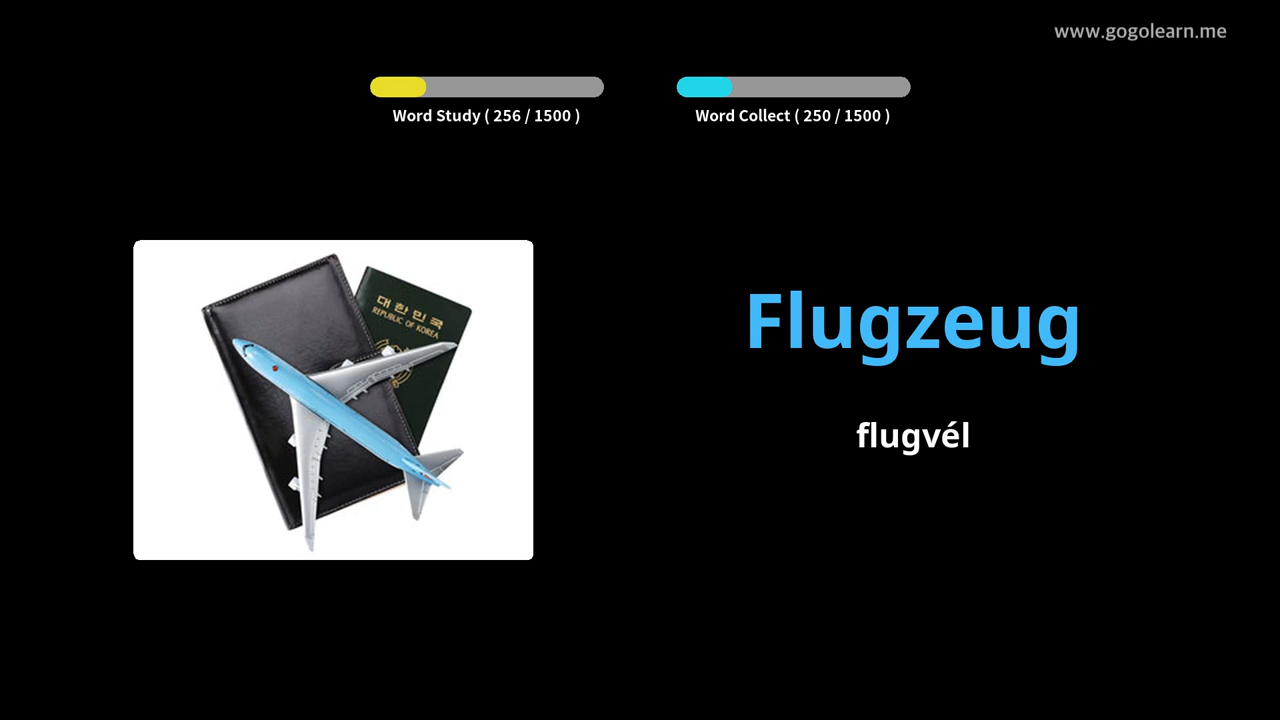 www.gogolearn.me
Word Study ( 256 / 1500 )
Word Collect ( 250 / 1500 )
대한민국
REPUBLIC OF KOREA
Flugzeug
flugvél